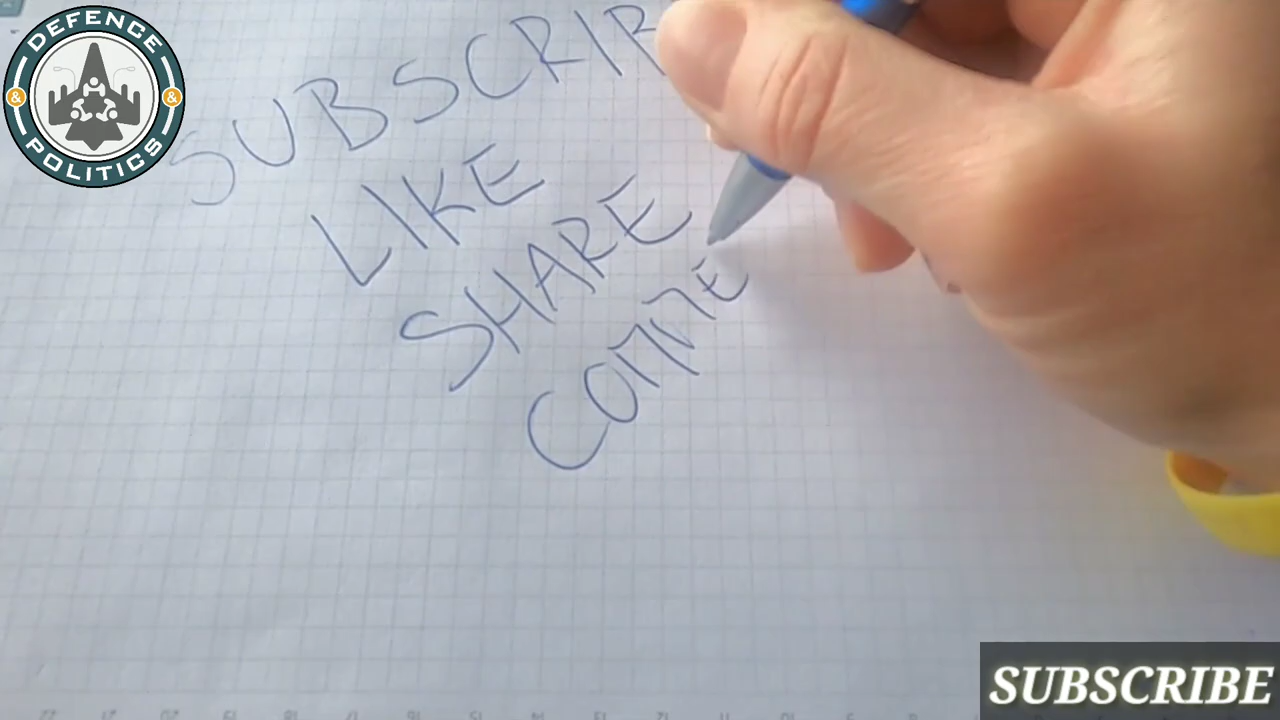 DEFENCE
& &
POLITICS
SUBSCRIB
LIKE
SHARE
COMME
SUBSCRIBE